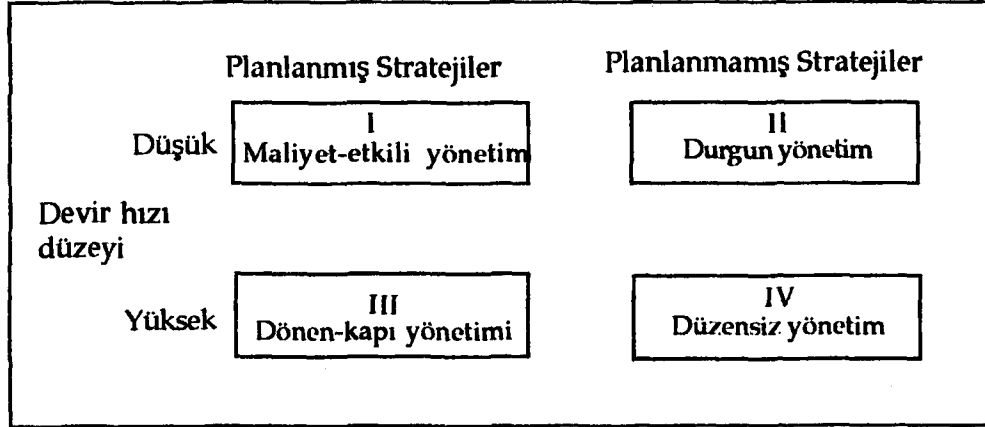 Planlanmış Stratejiler
Planlanmamış Stratejiler
Düşük
I
Maliyet-etkili yönetim
II
Durgun yönetim
Devir hızı
düzeyi
Yüksek
III
Dönen-kapı yönetimi
IV
Düzensiz yönetim